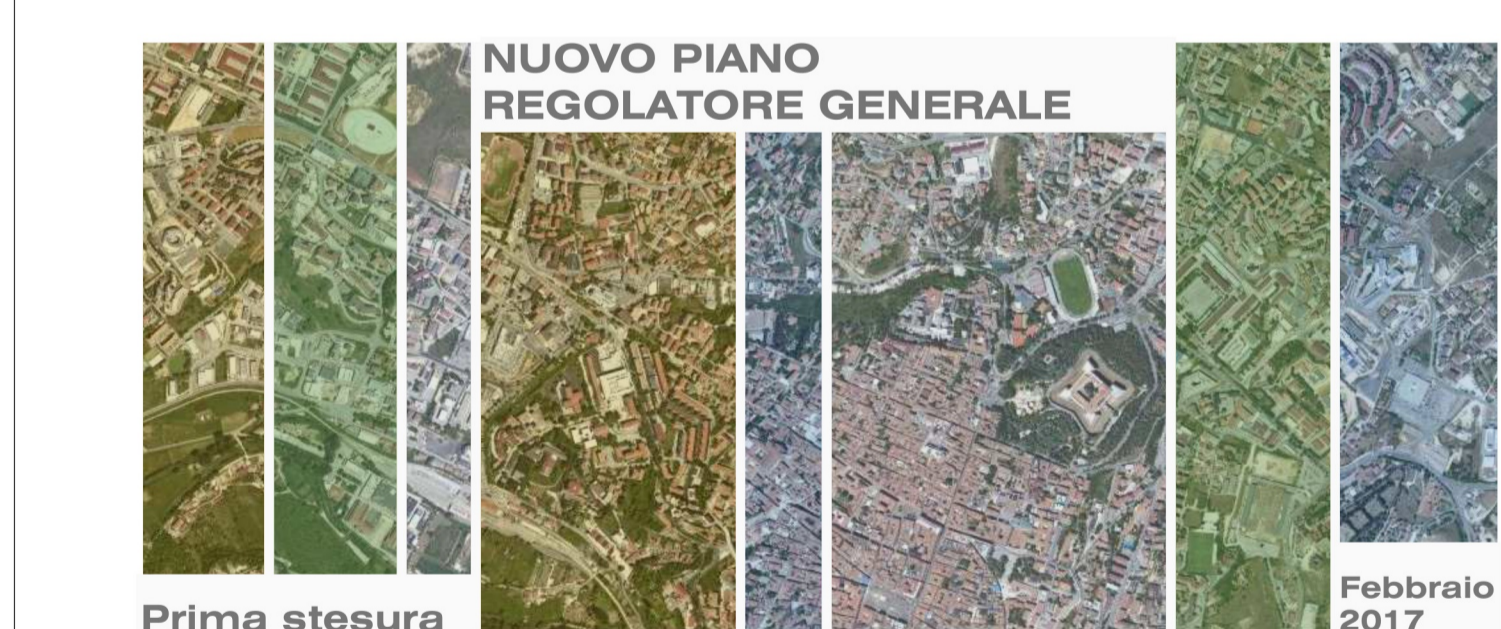 NUOVO PIANO
REGOLATORE GENERALE
Prima stesura
Febbraio
2017